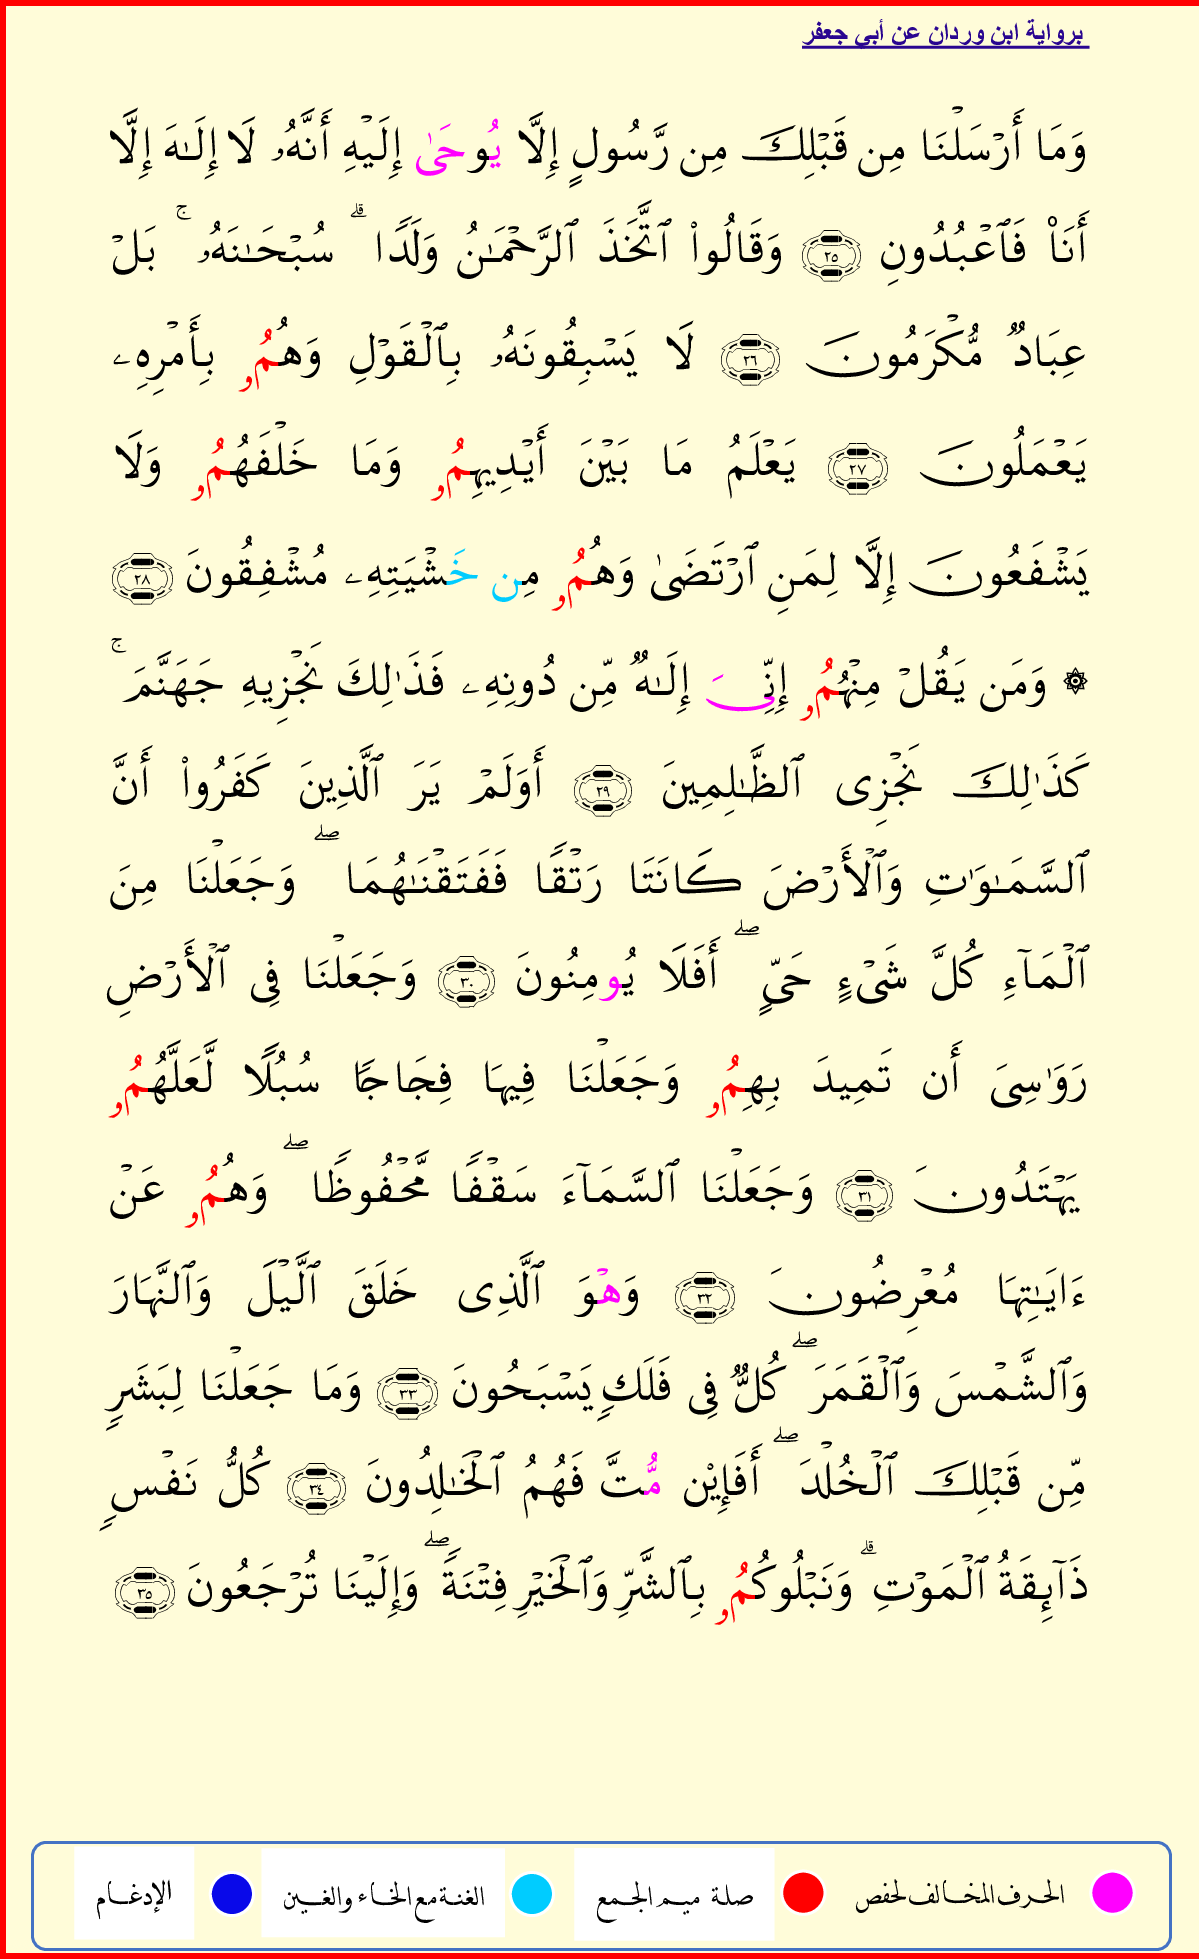 برواية ابن وردان عن أبي جعفر
وَمَا أَرْسَلْنَا مِن قَبْلِكَ مِن رَّسُولٍ إِلَّا يُوحَىٰ إِلَيْهِ أَنَّهُۥ لَا إِلَـٰهَ إِلَّا
أَنَا۠ فَٱعْبُدُونِ ٢٥ وَقَالُوا۟ ٱتَّخَذَ ٱلرَّحْمَـٰنُ وَلَدًا ۗ سُبْحَـٰنَهُۥ ۚ بَلْ
عِبَادٌ مُّكْرَمُونَ ٢٦ لَا يَسْبِقُونَهُۥ بِٱلْقَوْلِ وَهُمُۥ بِأَمْرِهِۦ
يَعْمَلُونَ ٢٧ يَعْلَمُ مَا بَيْنَ أَيْدِيهِمُۥ وَمَا خَلْفَهُمُۥ وَلَا
يَشْفَعُونَ إِلَّا لِمَنِ ٱرْتَضَىٰ وَهُمُۥ مِن خَشْيَتِهِۦ مُشْفِقُونَ ٢٨
۞ وَمَن يَقُلْ مِنْهُمُۥ إِنِّيَ إِلَـٰهٌ مِّن دُونِهِۦ فَذَٰلِكَ نَجْزِيهِ جَهَنَّمَ ۚ
كَذَٰلِكَ نَجْزِى ٱلظَّـٰلِمِينَ ٢٩ أَوَلَمْ يَرَ ٱلَّذِينَ كَفَرُوا۟ أَنَّ
ٱلسَّمَـٰوَٰتِ وَٱلْأَرْضَ كَانَتَا رَتْقًا فَفَتَقْنَـٰهُمَا ۖ وَجَعَلْنَا مِنَ
ٱلْمَآءِ كُلَّ شَىْءٍ حَىٍّ ۖ أَفَلَا يُومِنُونَ ٣٠ وَجَعَلْنَا فِى ٱلْأَرْضِ
رَوَٰسِىَ أَن تَمِيدَ بِهِمُۥ وَجَعَلْنَا فِيهَا فِجَاجًا سُبُلًا لَّعَلَّهُمُۥ
يَهْتَدُونَ ٣١ وَجَعَلْنَا ٱلسَّمَآءَ سَقْفًا مَّحْفُوظًا ۖ وَهُمُۥ عَنْ
ءَايَـٰتِهَا مُعْرِضُونَ ٣٢ وَهْوَ ٱلَّذِى خَلَقَ ٱلَّيْلَ وَٱلنَّهَارَ
وَٱلشَّمْسَ وَٱلْقَمَرَ ۖ كُلٌّ فِى فَلَكٍ يَسْبَحُونَ ٣٣ وَمَا جَعَلْنَا لِبَشَرٍ
مِّن قَبْلِكَ ٱلْخُلْدَ ۖ أَفَإِي۟ن مُّتَّ فَهُمُ ٱلْخَـٰلِدُونَ ٣٤ كُلُّ نَفْسٍ
ذَآئِقَةُ ٱلْمَوْتِ ۗ وَنَبْلُوكُمُۥ بِٱلشَّرِّ وَٱلْخَيْرِ فِتْنَةً ۖ وَإِلَيْنَا تُرْجَعُونَ ٣٥
الحرف المخالف لحفص صلة ميم الجمع الغنة مع الخاء والغين الإدغام